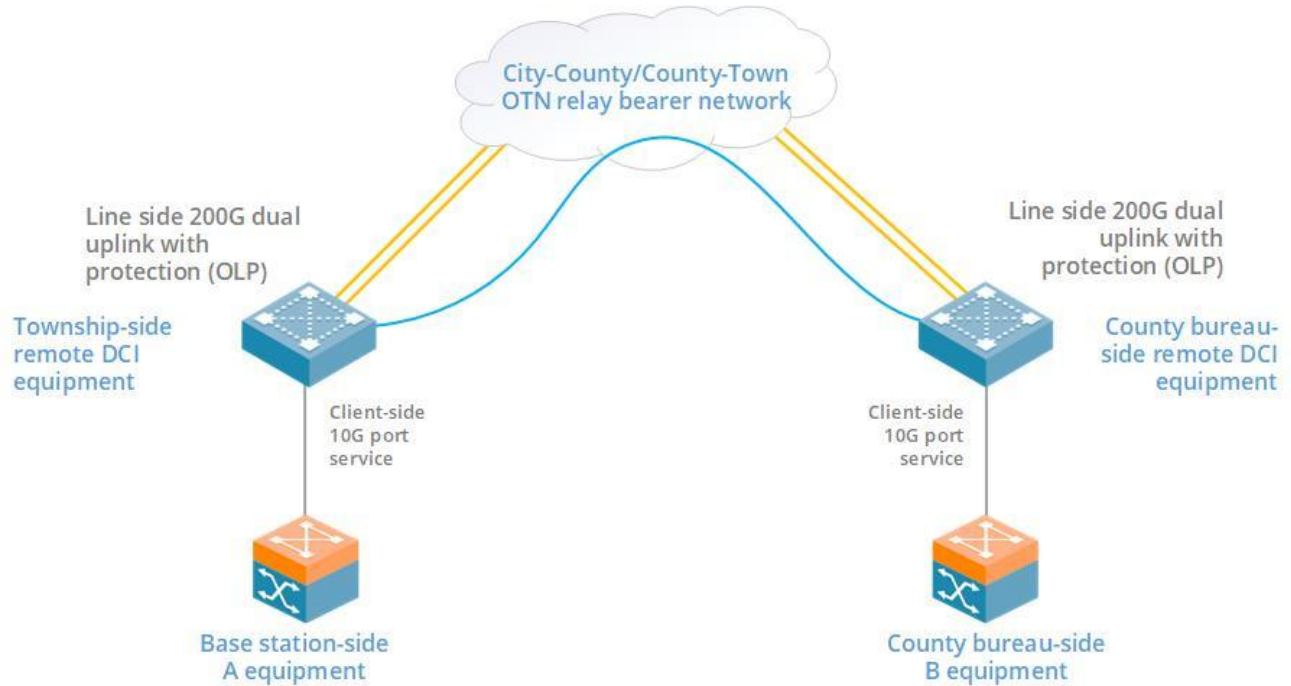 City-County/County-Town
OTN relay bearer network
Line side 200G dual
uplink with
protection (OLP)
Line side 200G dual
uplink with
protection (OLP)
Township-side
remote DCI
equipment
County bureau-
side remote DCI
equipment
Client-side
10G port
service
Client-side
10G port
service
Base station-side
A equipment
County bureau-side
B equipment